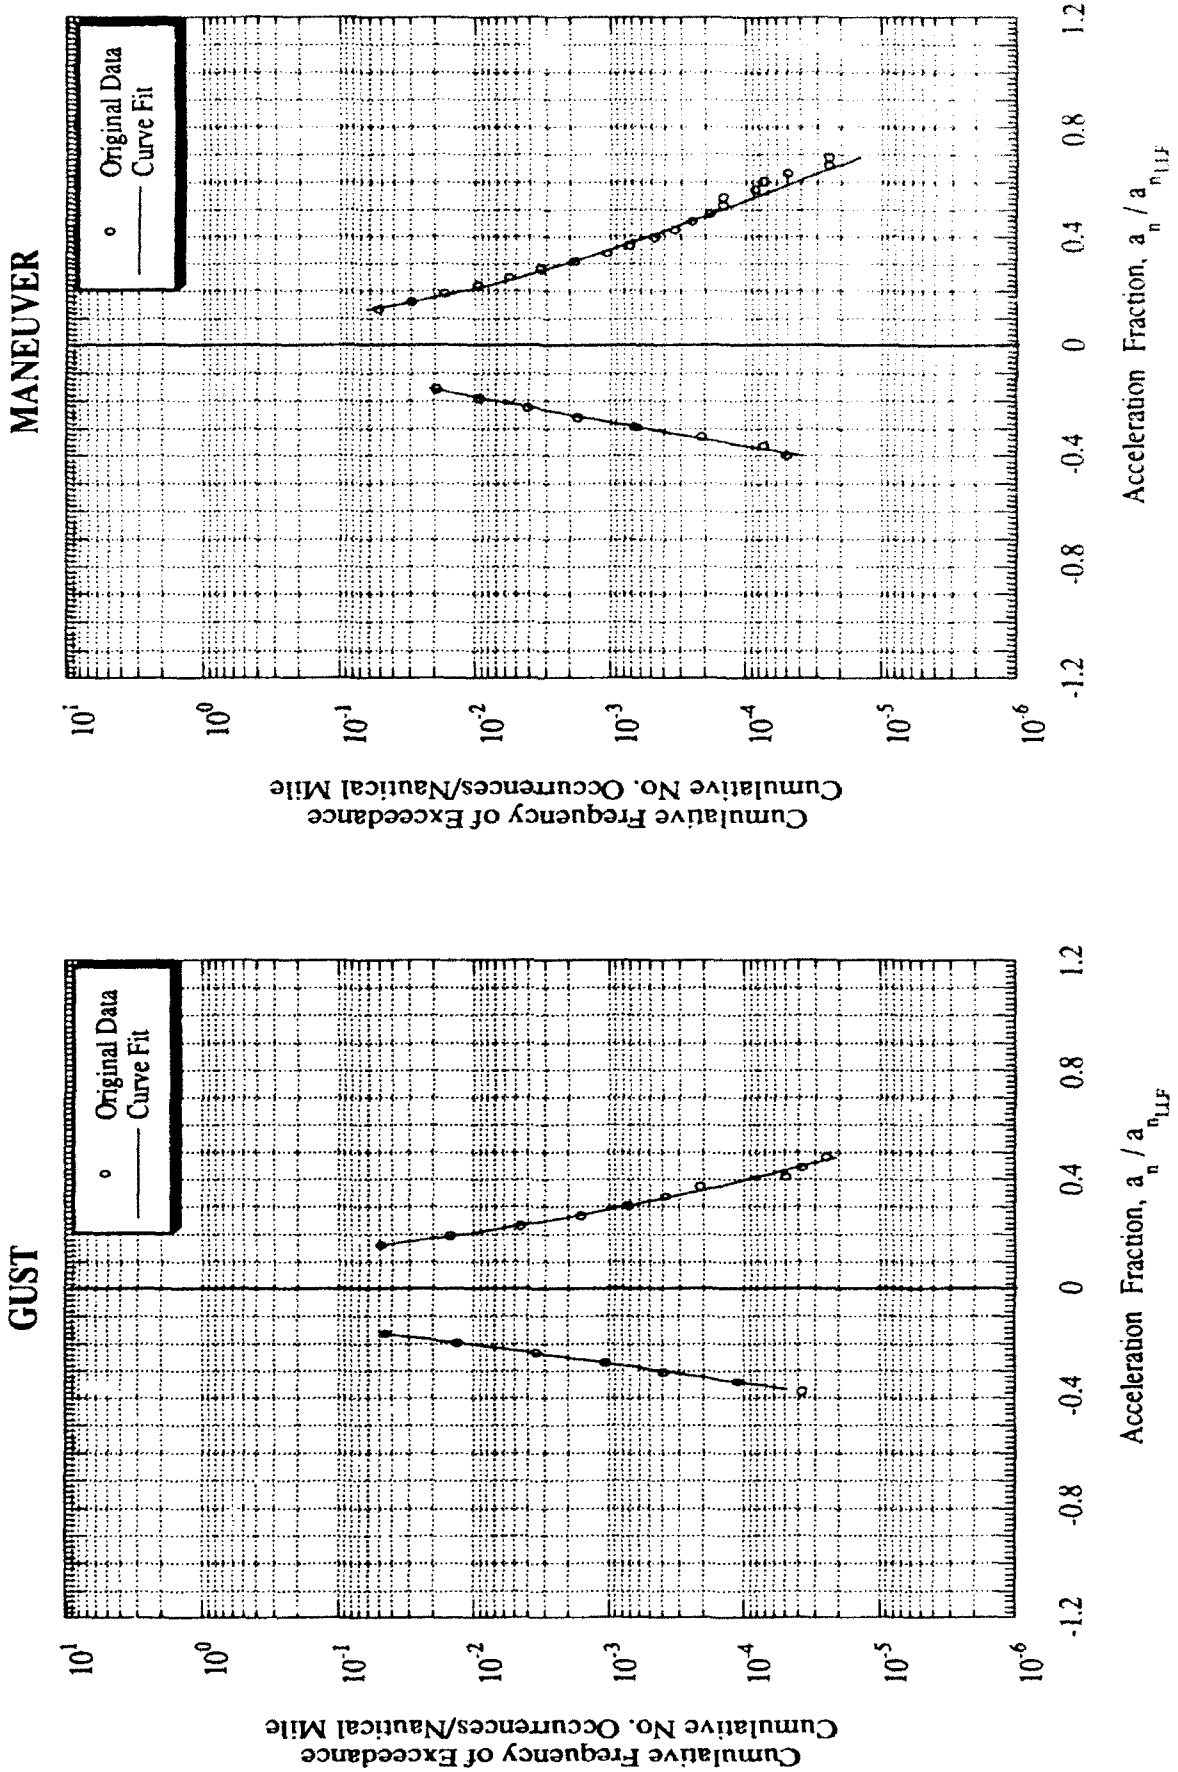 GUST
Original Data
Curve Fit
Cumulative Frequency of Exceedance
Cumulative No. Occurrences/Nautical Mile
10¹
10⁰
10⁻¹
10⁻²
10⁻³
10⁻⁴
10⁻⁵
10⁻⁶
-1.2
-0.8
-0.4
0
0.4
0.8
1.2
Acceleration Fraction, aₙ / a_n_LLF
MANEUVER
Original Data
Curve Fit
Cumulative Frequency of Exceedance
Cumulative No. Occurrences/Nautical Mile
10¹
10⁰
10⁻¹
10⁻²
10⁻³
10⁻⁴
10⁻⁵
10⁻⁶
-1.2
-0.8
-0.4
0
0.4
0.8
1.2
Acceleration Fraction, aₙ / a_n_LLF